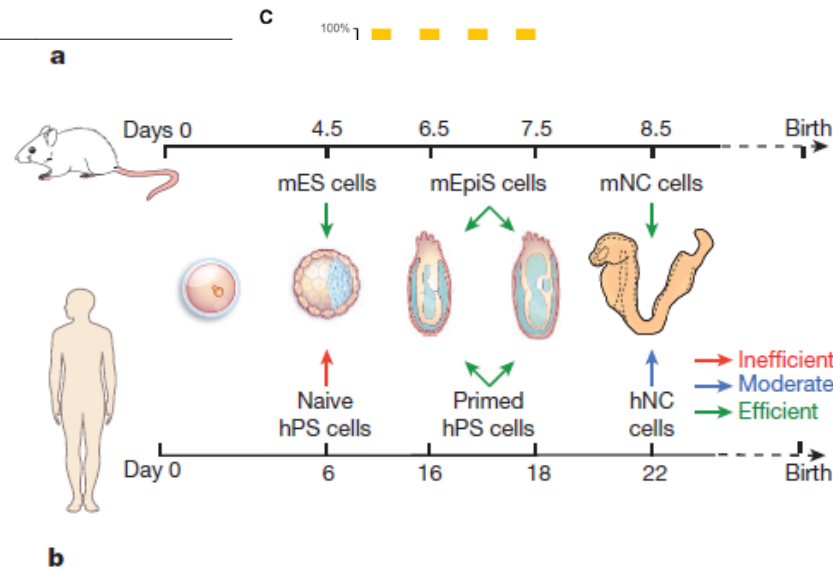 c
100%
a
Days 0 4.5 6.5 7.5 8.5 Birth
mES cells mEpiS cells mNC cells
Inefficient
Moderate
Efficient
Naive Primed hNC
hPS cells hPS cells cells
Day 0 6 16 18 22 Birth
b